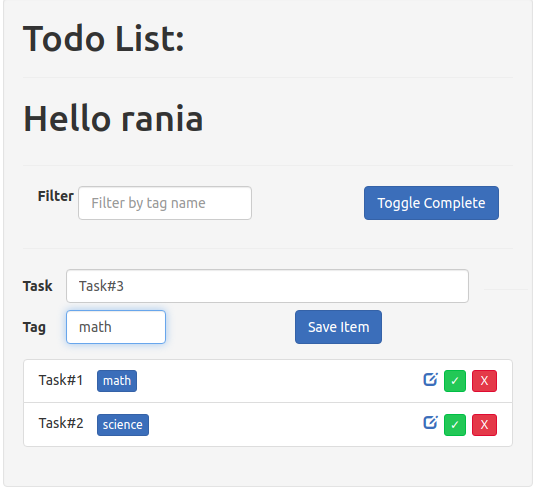 Todo List:
Hello rania
Filter Filter by tag name Toggle Complete
Task Task#3
Tag math Save Item
Task#1 math ✓ X
Task#2 science ✓ X